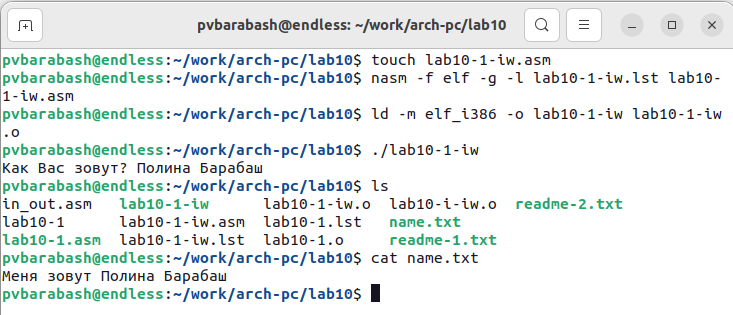 pvbarabash@endless: ~/work/arch-pc/lab10
pvbarabash@endless:~/work/arch-pc/lab10$ touch lab10-1-iw.asm
pvbarabash@endless:~/work/arch-pc/lab10$ nasm -f elf -g -l lab10-1-iw.lst lab10-
1-iw.asm
pvbarabash@endless:~/work/arch-pc/lab10$ ld -m elf_i386 -o lab10-1-iw lab10-1-iw
.o
pvbarabash@endless:~/work/arch-pc/lab10$ ./lab10-1-iw
Как Вас зовут? Полина Барабаш
pvbarabash@endless:~/work/arch-pc/lab10$ ls
in_out.asm lab10-1-iw lab10-1-iw.o lab10-i-iw.o readme-2.txt
lab10-1 lab10-1-iw.asm lab10-1.lst name.txt
lab10-1.asm lab10-1-iw.lst lab10-1.o readme-1.txt
pvbarabash@endless:~/work/arch-pc/lab10$ cat name.txt
Меня зовут Полина Барабаш
pvbarabash@endless:~/work/arch-pc/lab10$